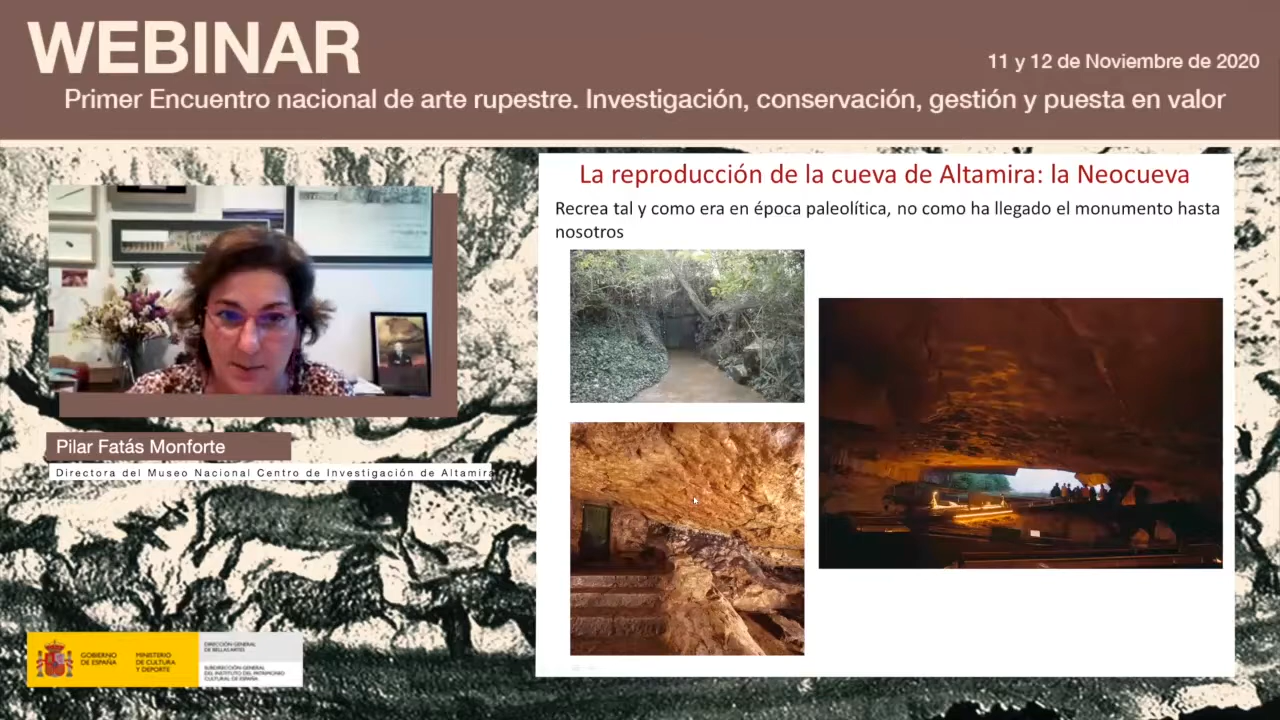 WEBINAR
11 y 12 de Noviembre de 2020
Primer Encuentro nacional de arte rupestre. Investigación, conservación, gestión y puesta en valor
La reproducción de la cueva de Altamira: la Neocueva
Recrea tal y como era en época paleolítica, no como ha llegado el monumento hasta
nosotros
Pilar Fatás Monforte
Directora del Museo Nacional Centro de Investigación de Altamira
GOBIERNO
DE ESPAÑA
MINISTERIO
DE CULTURA
Y DEPORTE
DIRECCIÓN GENERAL
DE BELLAS ARTES
SUBDIRECCIÓN GENERAL
DEL INSTITUTO DEL PATRIMONIO
CULTURAL DE ESPAÑA